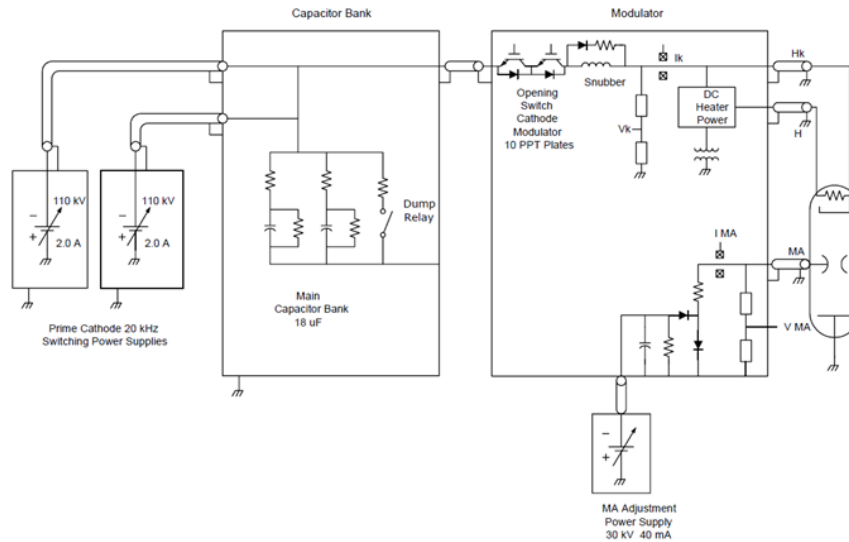 Capacitor Bank
Modulator
Ik
Hk
Snubber
Opening
Switch
Cathode
Modulator
10 PPT Plates
DC
Heater
Power
Vk
H
110 kV
110 kV
−
−
+
+
2.0 A
2.0 A
Dump
Relay
I MA
MA
Main
Capacitor Bank
18 uF
V MA
Prime Cathode 20 kHz
Switching Power Supplies
−
+
MA Adjustment
Power Supply
30 kV 40 mA